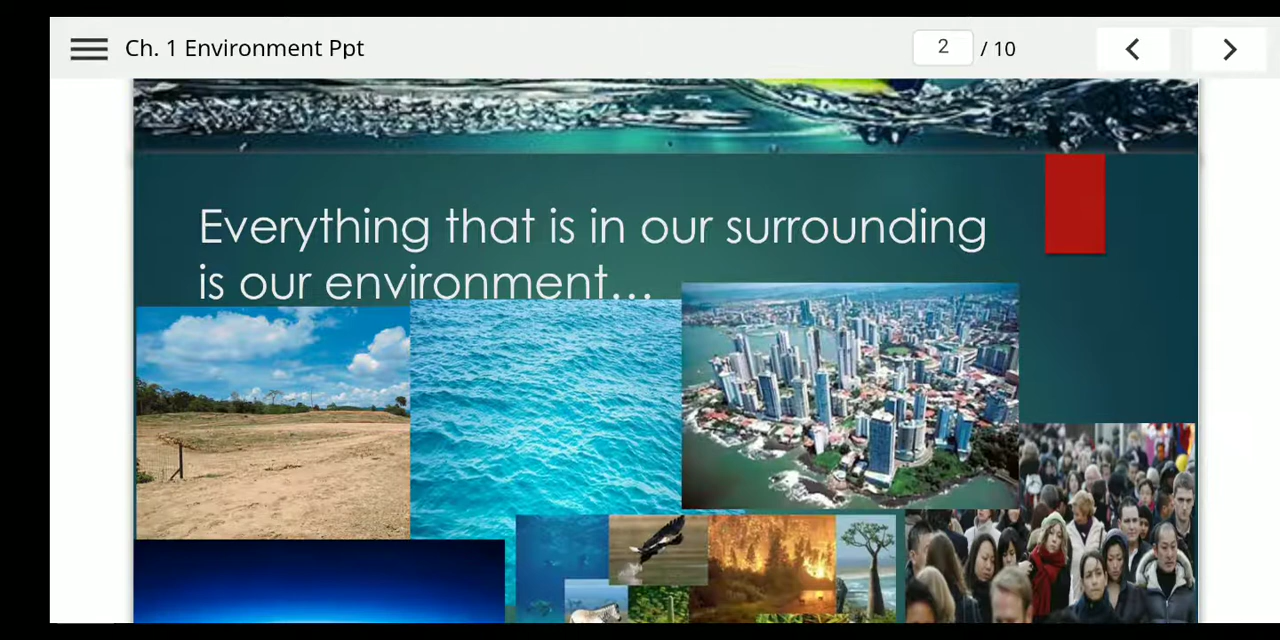 Ch. 1 Environment Ppt
2 / 10
Everything that is in our surrounding
is our environment...